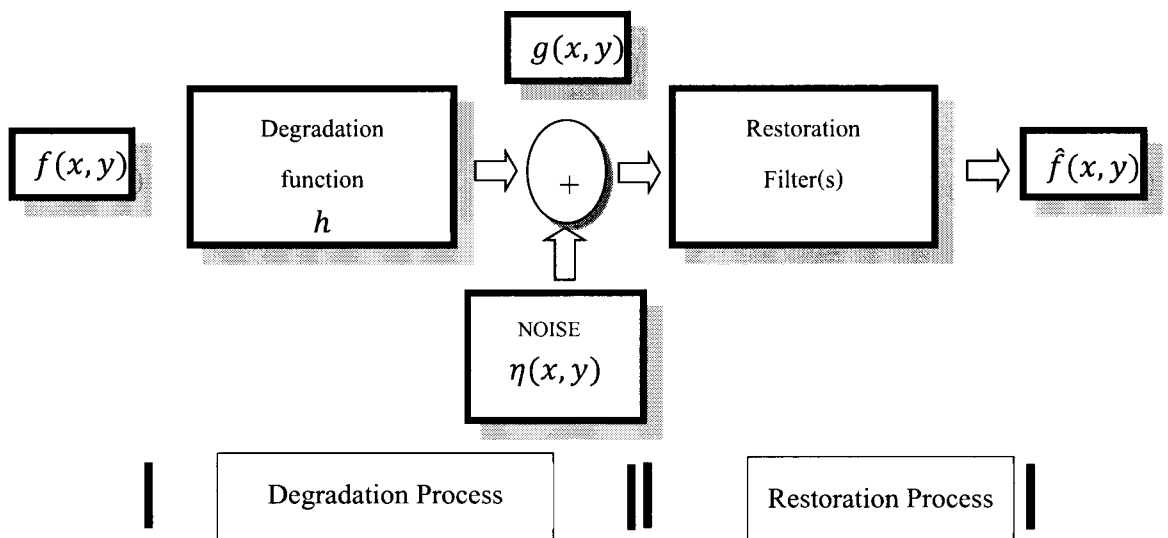 g(x, y)
f(x, y)
Degradation
function
h
+
Restoration
Filter(s)
f̂(x, y)
NOISE
η(x, y)
Degradation Process
Restoration Process